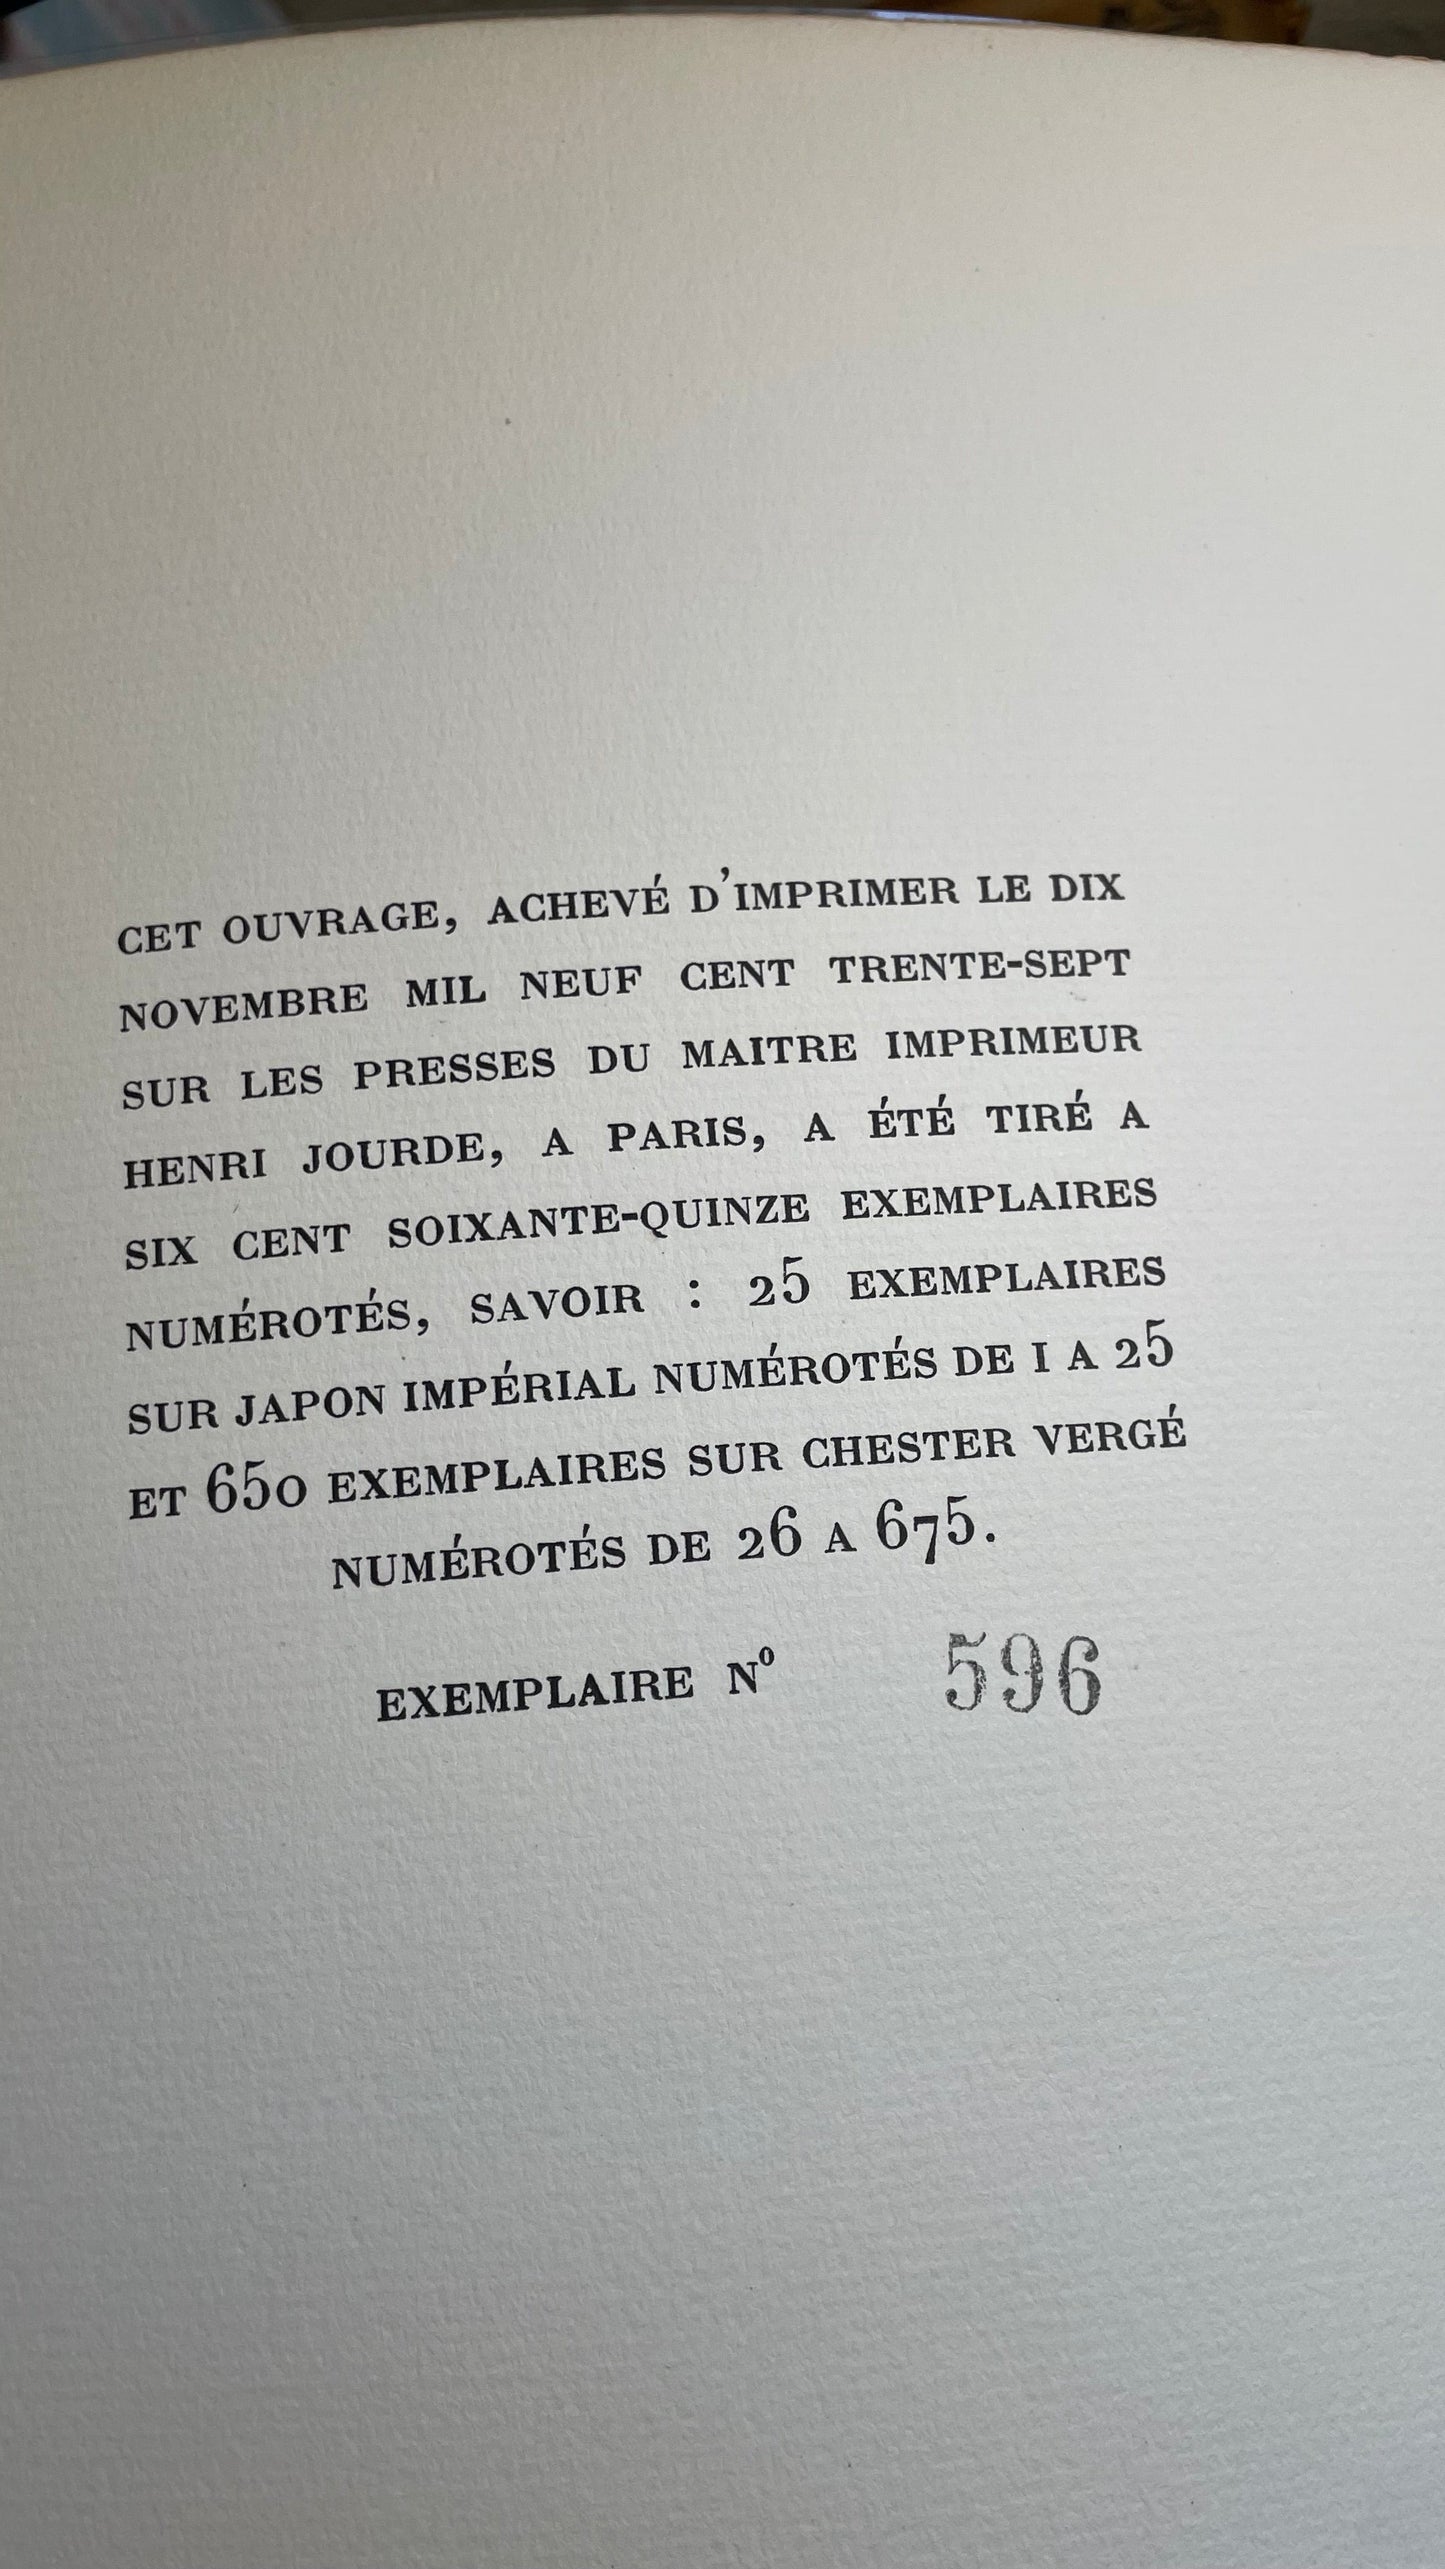 CET OUVRAGE, ACHEVÉ D'IMPRIMER LE DIX
NOVEMBRE MIL NEUF CENT TRENTE-SEPT
SUR LES PRESSES DU MAITRE IMPRIMEUR
HENRI JOURDE, A PARIS, A ÉTÉ TIRÉ A
SIX CENT SOIXANTE-QUINZE EXEMPLAIRES
NUMÉROTÉS, SAVOIR : 25 EXEMPLAIRES
SUR JAPON IMPÉRIAL NUMÉROTÉS DE I A 25
ET 650 EXEMPLAIRES SUR CHESTER VERGÉ
NUMÉROTÉS DE 26 A 675.
EXEMPLAIRE Nº 596